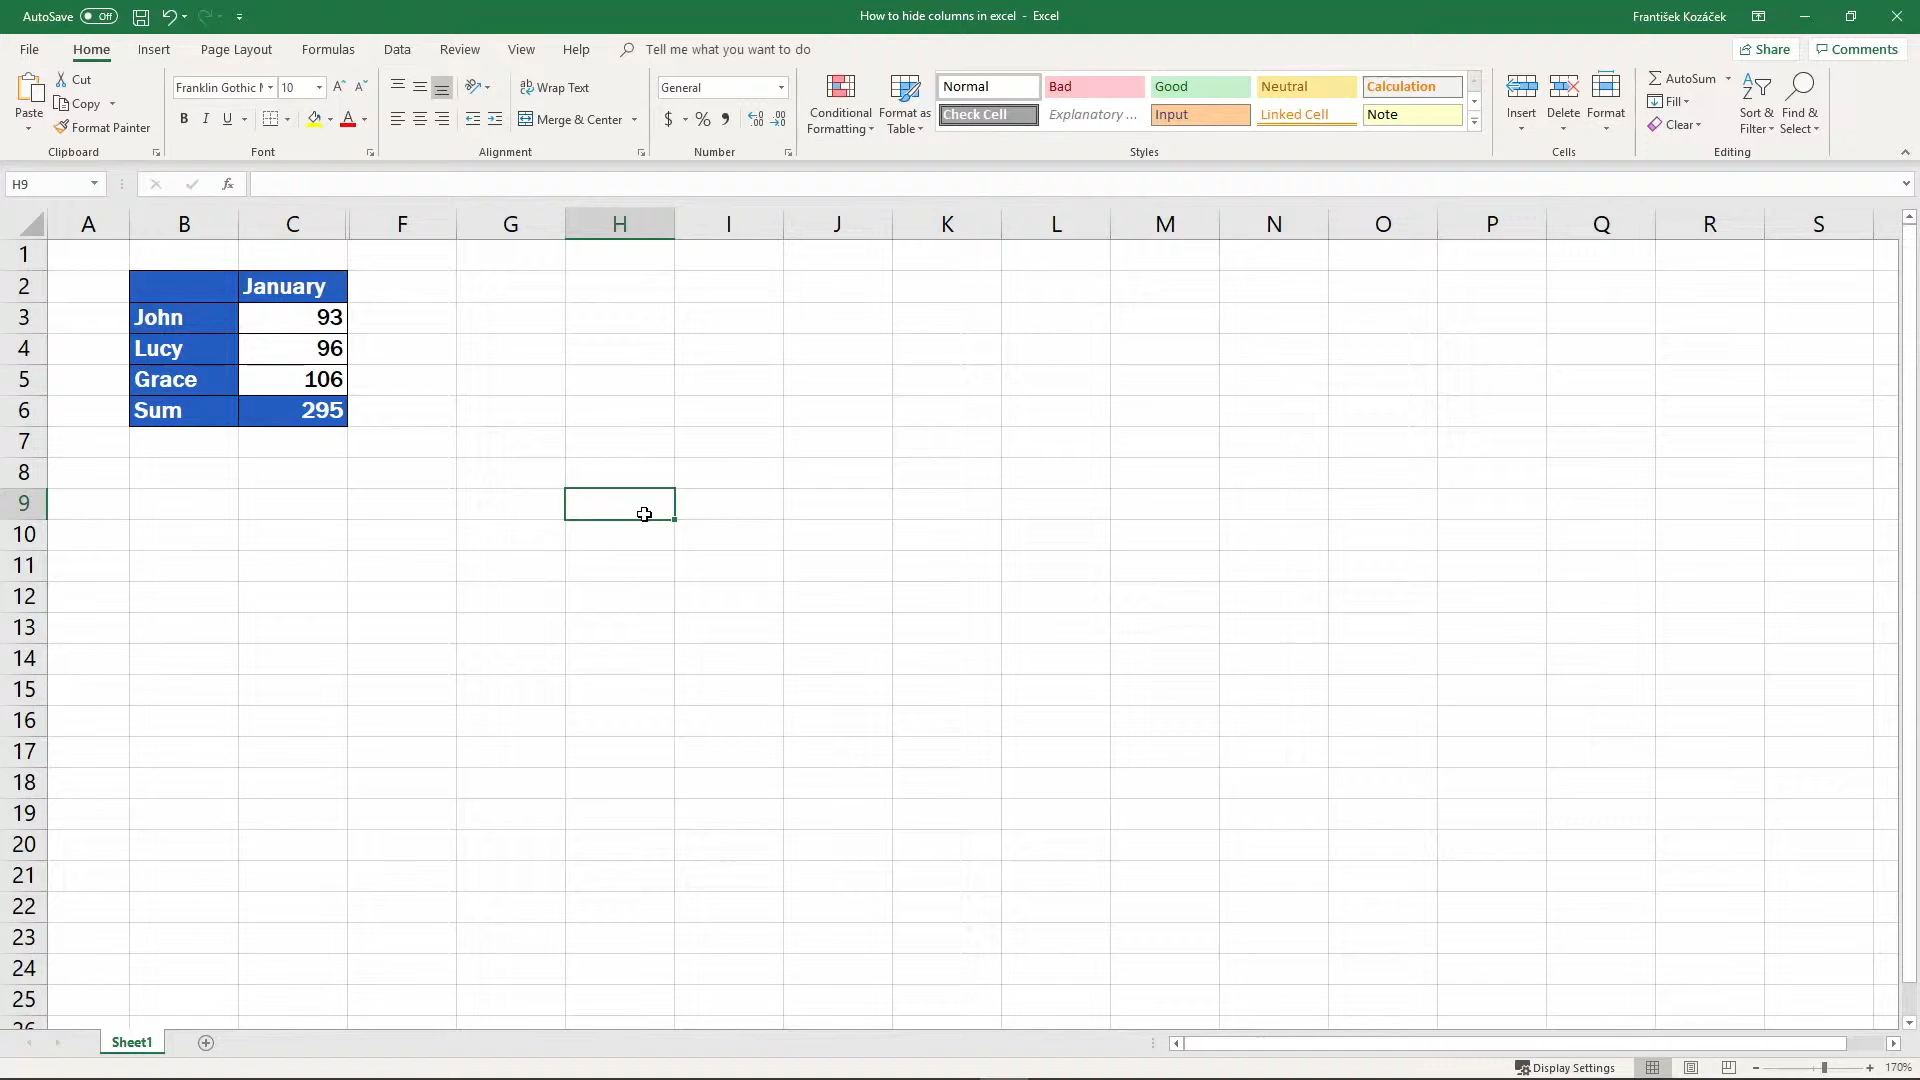 AutoSave Off
How to hide columns in excel - Excel
František Kozáček
File Home Insert Page Layout Formulas Data Review View Help Tell me what you want to do
Share Comments
Paste
Cut
Copy
Format Painter
Clipboard
Franklin Gothic 10
B I U
Font
Wrap Text
Merge & Center
Alignment
General
$ % ,
Number
Conditional Formatting
Format as Table
Normal Bad Good Neutral Calculation
Check Cell Explanatory ... Input Linked Cell Note
Styles
Insert Delete Format
Cells
AutoSum
Fill
Clear
Sort & Filter
Find & Select
Editing
H9
fx
A B C F G H I J K L M N O P Q R S
1
2 January
3 John 93
4 Lucy 96
5 Grace 106
6 Sum 295
7
8
9
10
11
12
13
14
15
16
17
18
19
20
21
22
23
24
25
26
Sheet1
Display Settings 170%